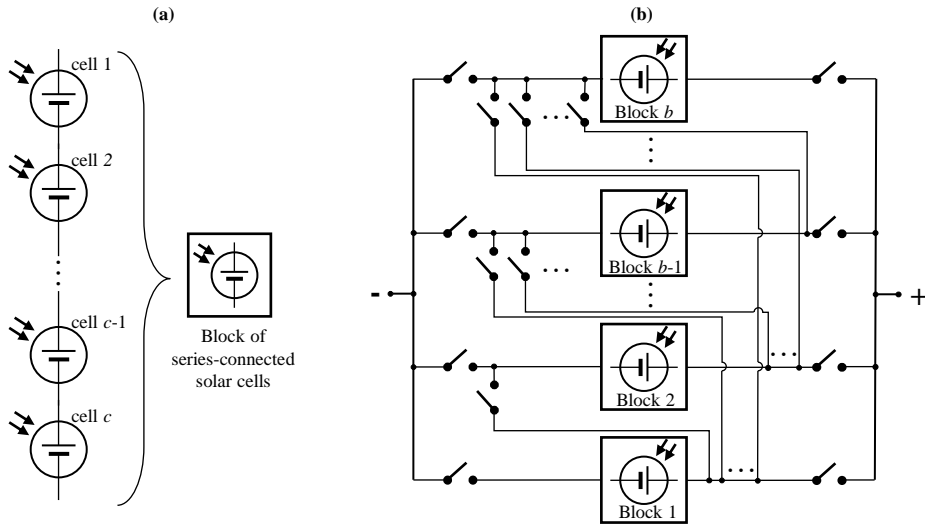 (a)
cell 1
cell 2
cell c-1
cell c
Block of
series-connected
solar cells
(b)
Block b
Block b-1
Block 2
Block 1
-
+